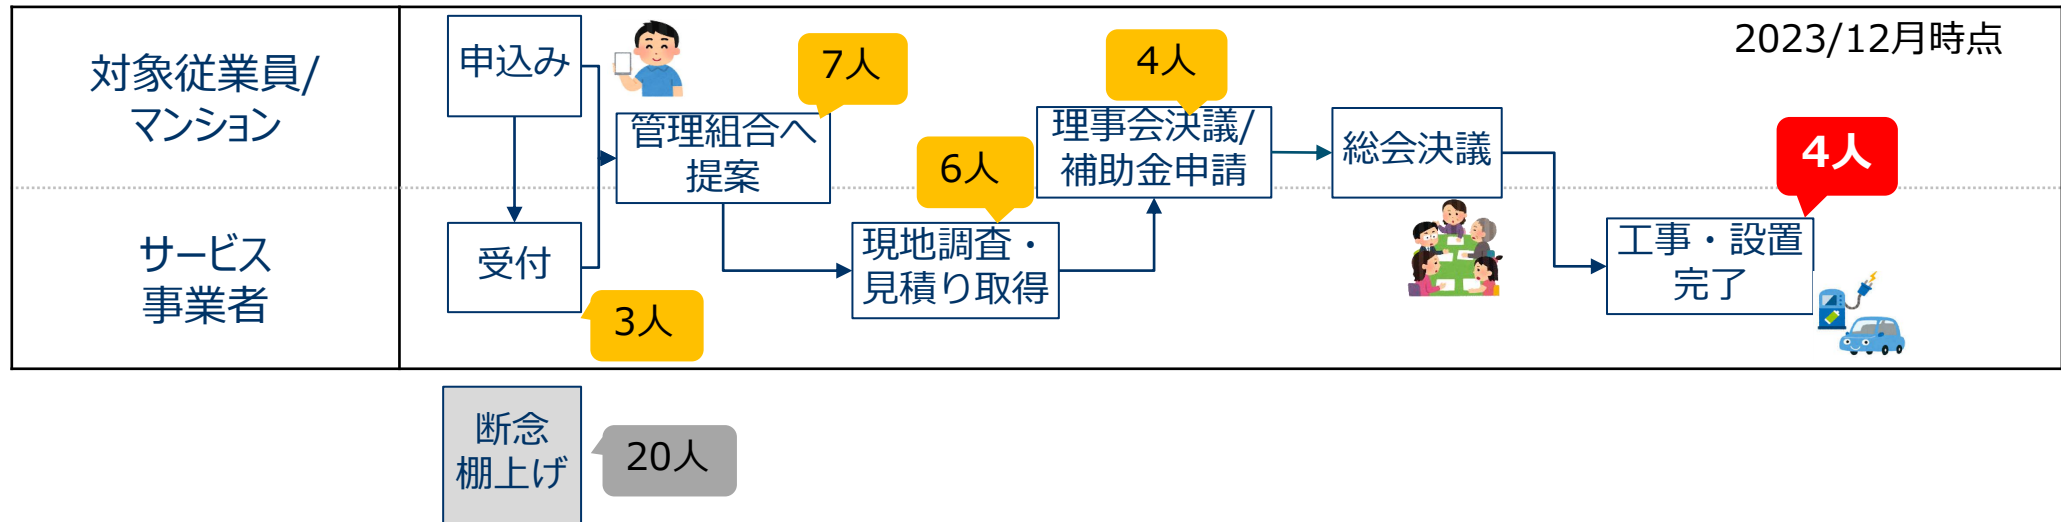 2023/12月時点
対象従業員/
マンション
申込み
7人
4人
管理組合へ
提案
理事会決議/
補助金申請
総会決議
4人
6人
サービス
事業者
受付
3人
現地調査・
見積り取得
工事・設置
完了
断念
棚上げ
20人